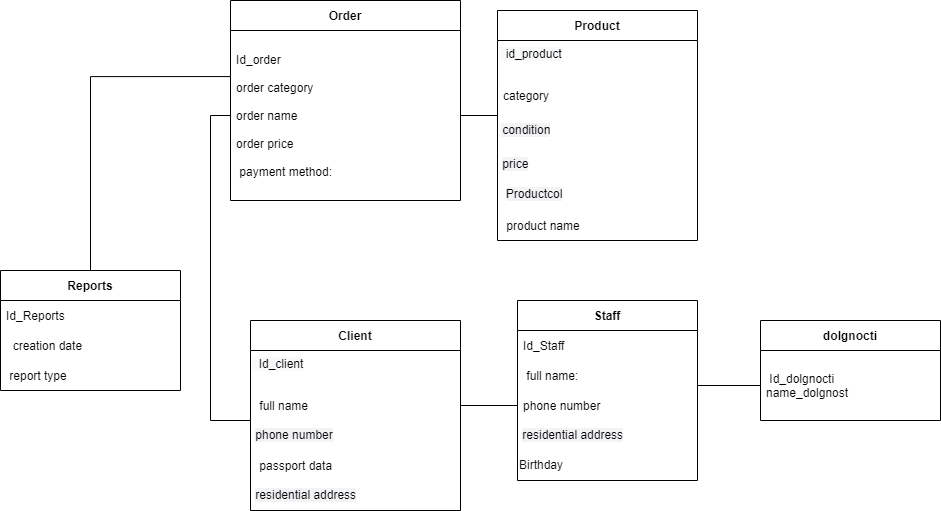 Order
Id_order
order category
order name
order price
payment method:
Product
id_product
category
condition
price
Productcol
product name
Reports
Id_Reports
creation date
report type
Client
Id_client
full name
phone number
passport data
residential address
Staff
Id_Staff
full name:
phone number
residential address
Birthday
dolgnocti
Id_dolgnocti
name_dolgnost